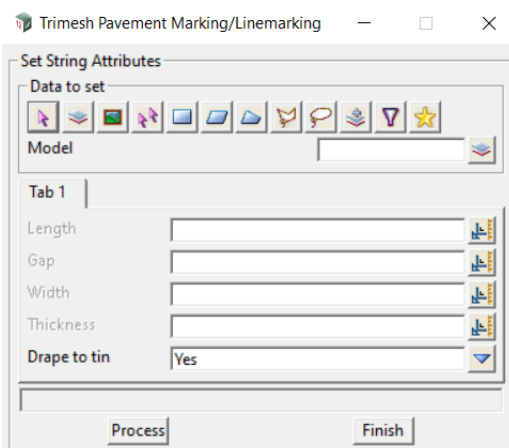 Trimesh Pavement Marking/Linemarking
Set String Attributes
Data to set
Model
Tab 1
Length
Gap
Width
Thickness
Drape to tin Yes
Process Finish